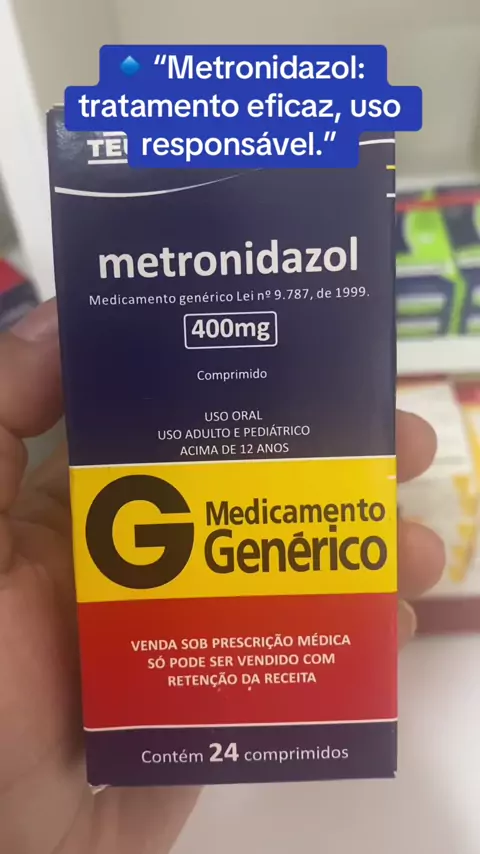 🔹 “Metronidazol:
tratamento eficaz, uso
responsável.”
metronidazol
Medicamento genérico Lei nº 9.787, de 1999.
400mg
Comprimido
USO ORAL
USO ADULTO E PEDIÁTRICO
ACIMA DE 12 ANOS
G Medicamento
Genérico
VENDA SOB PRESCRIÇÃO MÉDICA
SÓ PODE SER VENDIDO COM
RETENÇÃO DA RECEITA
Contém 24 comprimidos